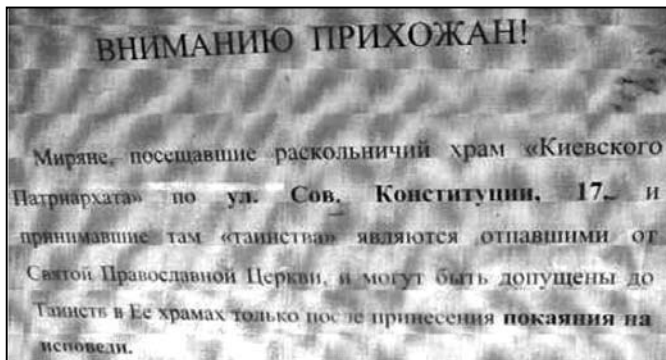 ВНИМАНИЮ ПРИХОЖАН!
Миряне, посещавшие раскольничий храм «Киевского
Патриархата» по ул. Сов. Конституции, 17, и
принимавшие там «таинства» являются отпавшими от
Святой Православной Церкви, и могут быть допущены до
Таинств в Ее храмах только после принесения покаяния на
исповеди.